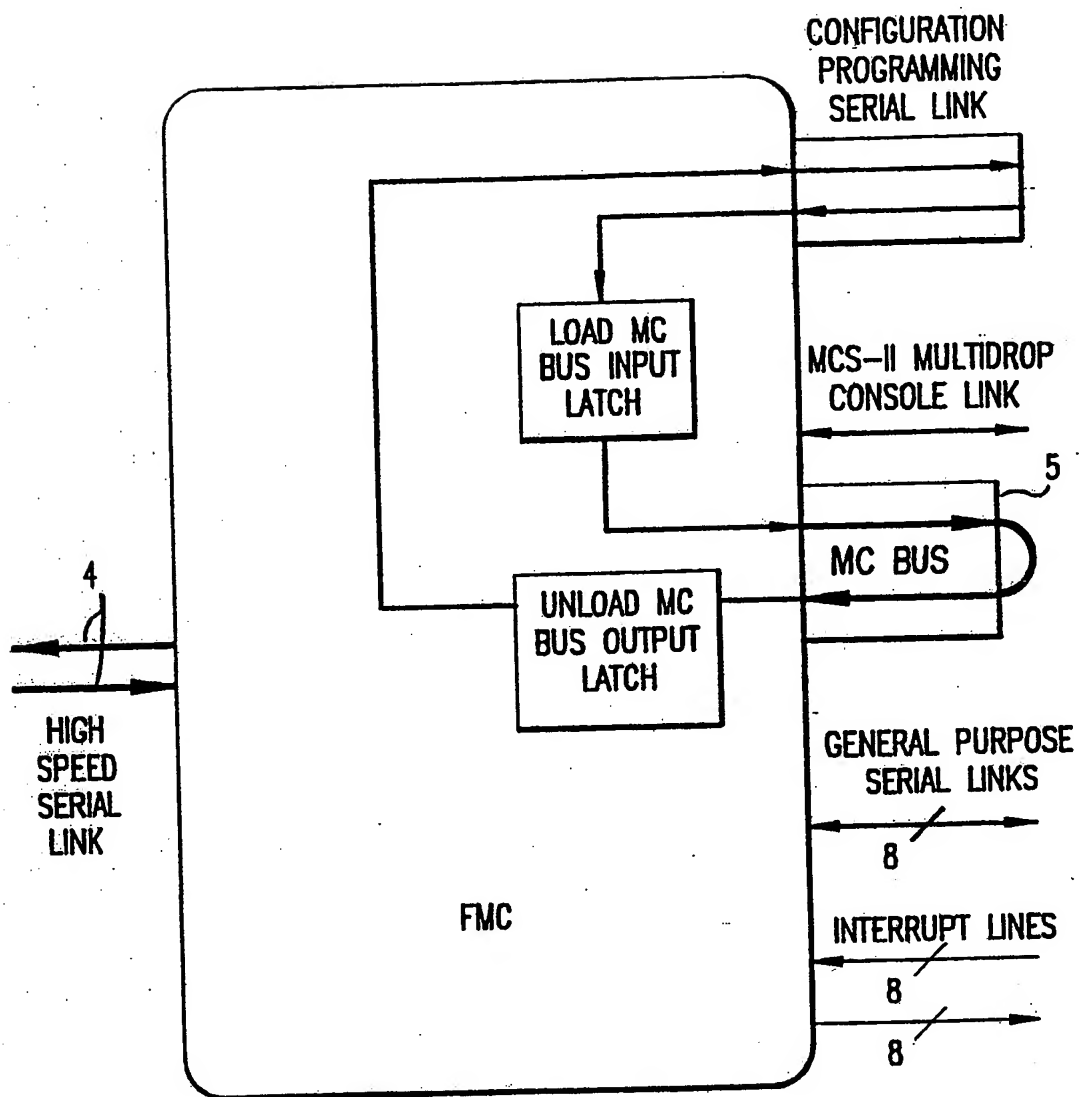 CONFIGURATION
PROGRAMMING
SERIAL LINK
LOAD MC
BUS INPUT
LATCH
MCS-II MULTIDROP
CONSOLE LINK
5
MC BUS
4
UNLOAD MC
BUS OUTPUT
LATCH
HIGH
SPEED
SERIAL
LINK
GENERAL PURPOSE
SERIAL LINKS
8
FMC
INTERRUPT LINES
8
8